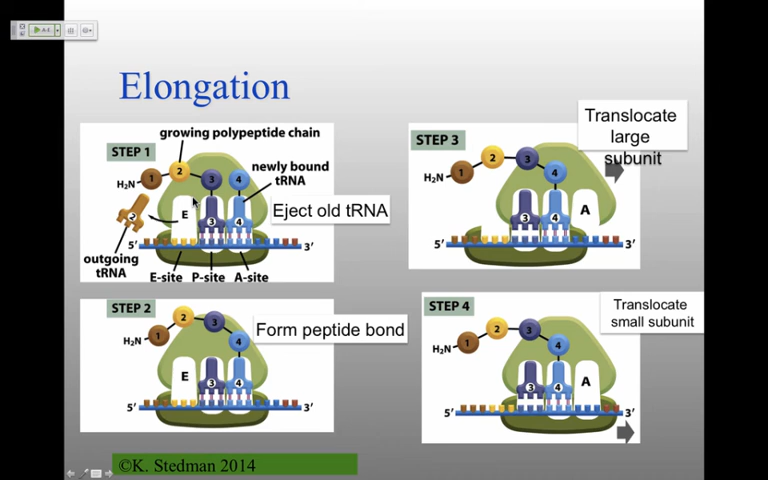 Elongation
STEP 1
growing polypeptide chain
1
2
3
4
H₂N
newly bound
tRNA
2
E
3
4
Eject old tRNA
5′
3′
outgoing
tRNA
E-site
P-site
A-site
STEP 2
1
2
3
4
H₂N
Form peptide bond
E
3
4
5′
3′
STEP 3
Translocate
large
subunit
1
2
3
4
H₂N
3
4
A
5′
3′
STEP 4
Translocate
small subunit
1
2
3
4
H₂N
3
4
A
5′
3′
©K. Stedman 2014